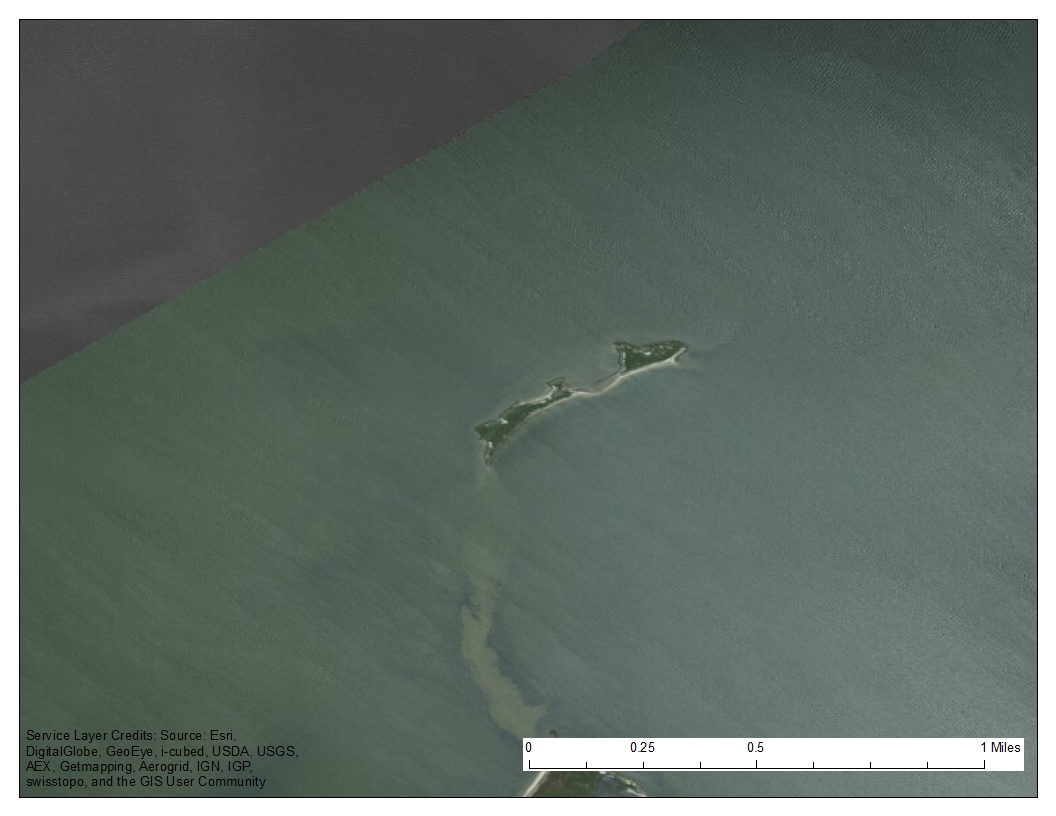 Service Layer Credits: Source: Esri,
DigitalGlobe, GeoEye, i-cubed, USDA, USGS,
AEX, Getmapping, Aerogrid, IGN, IGP,
swisstopo, and the GIS User Community
0 0.25 0.5 1 Miles